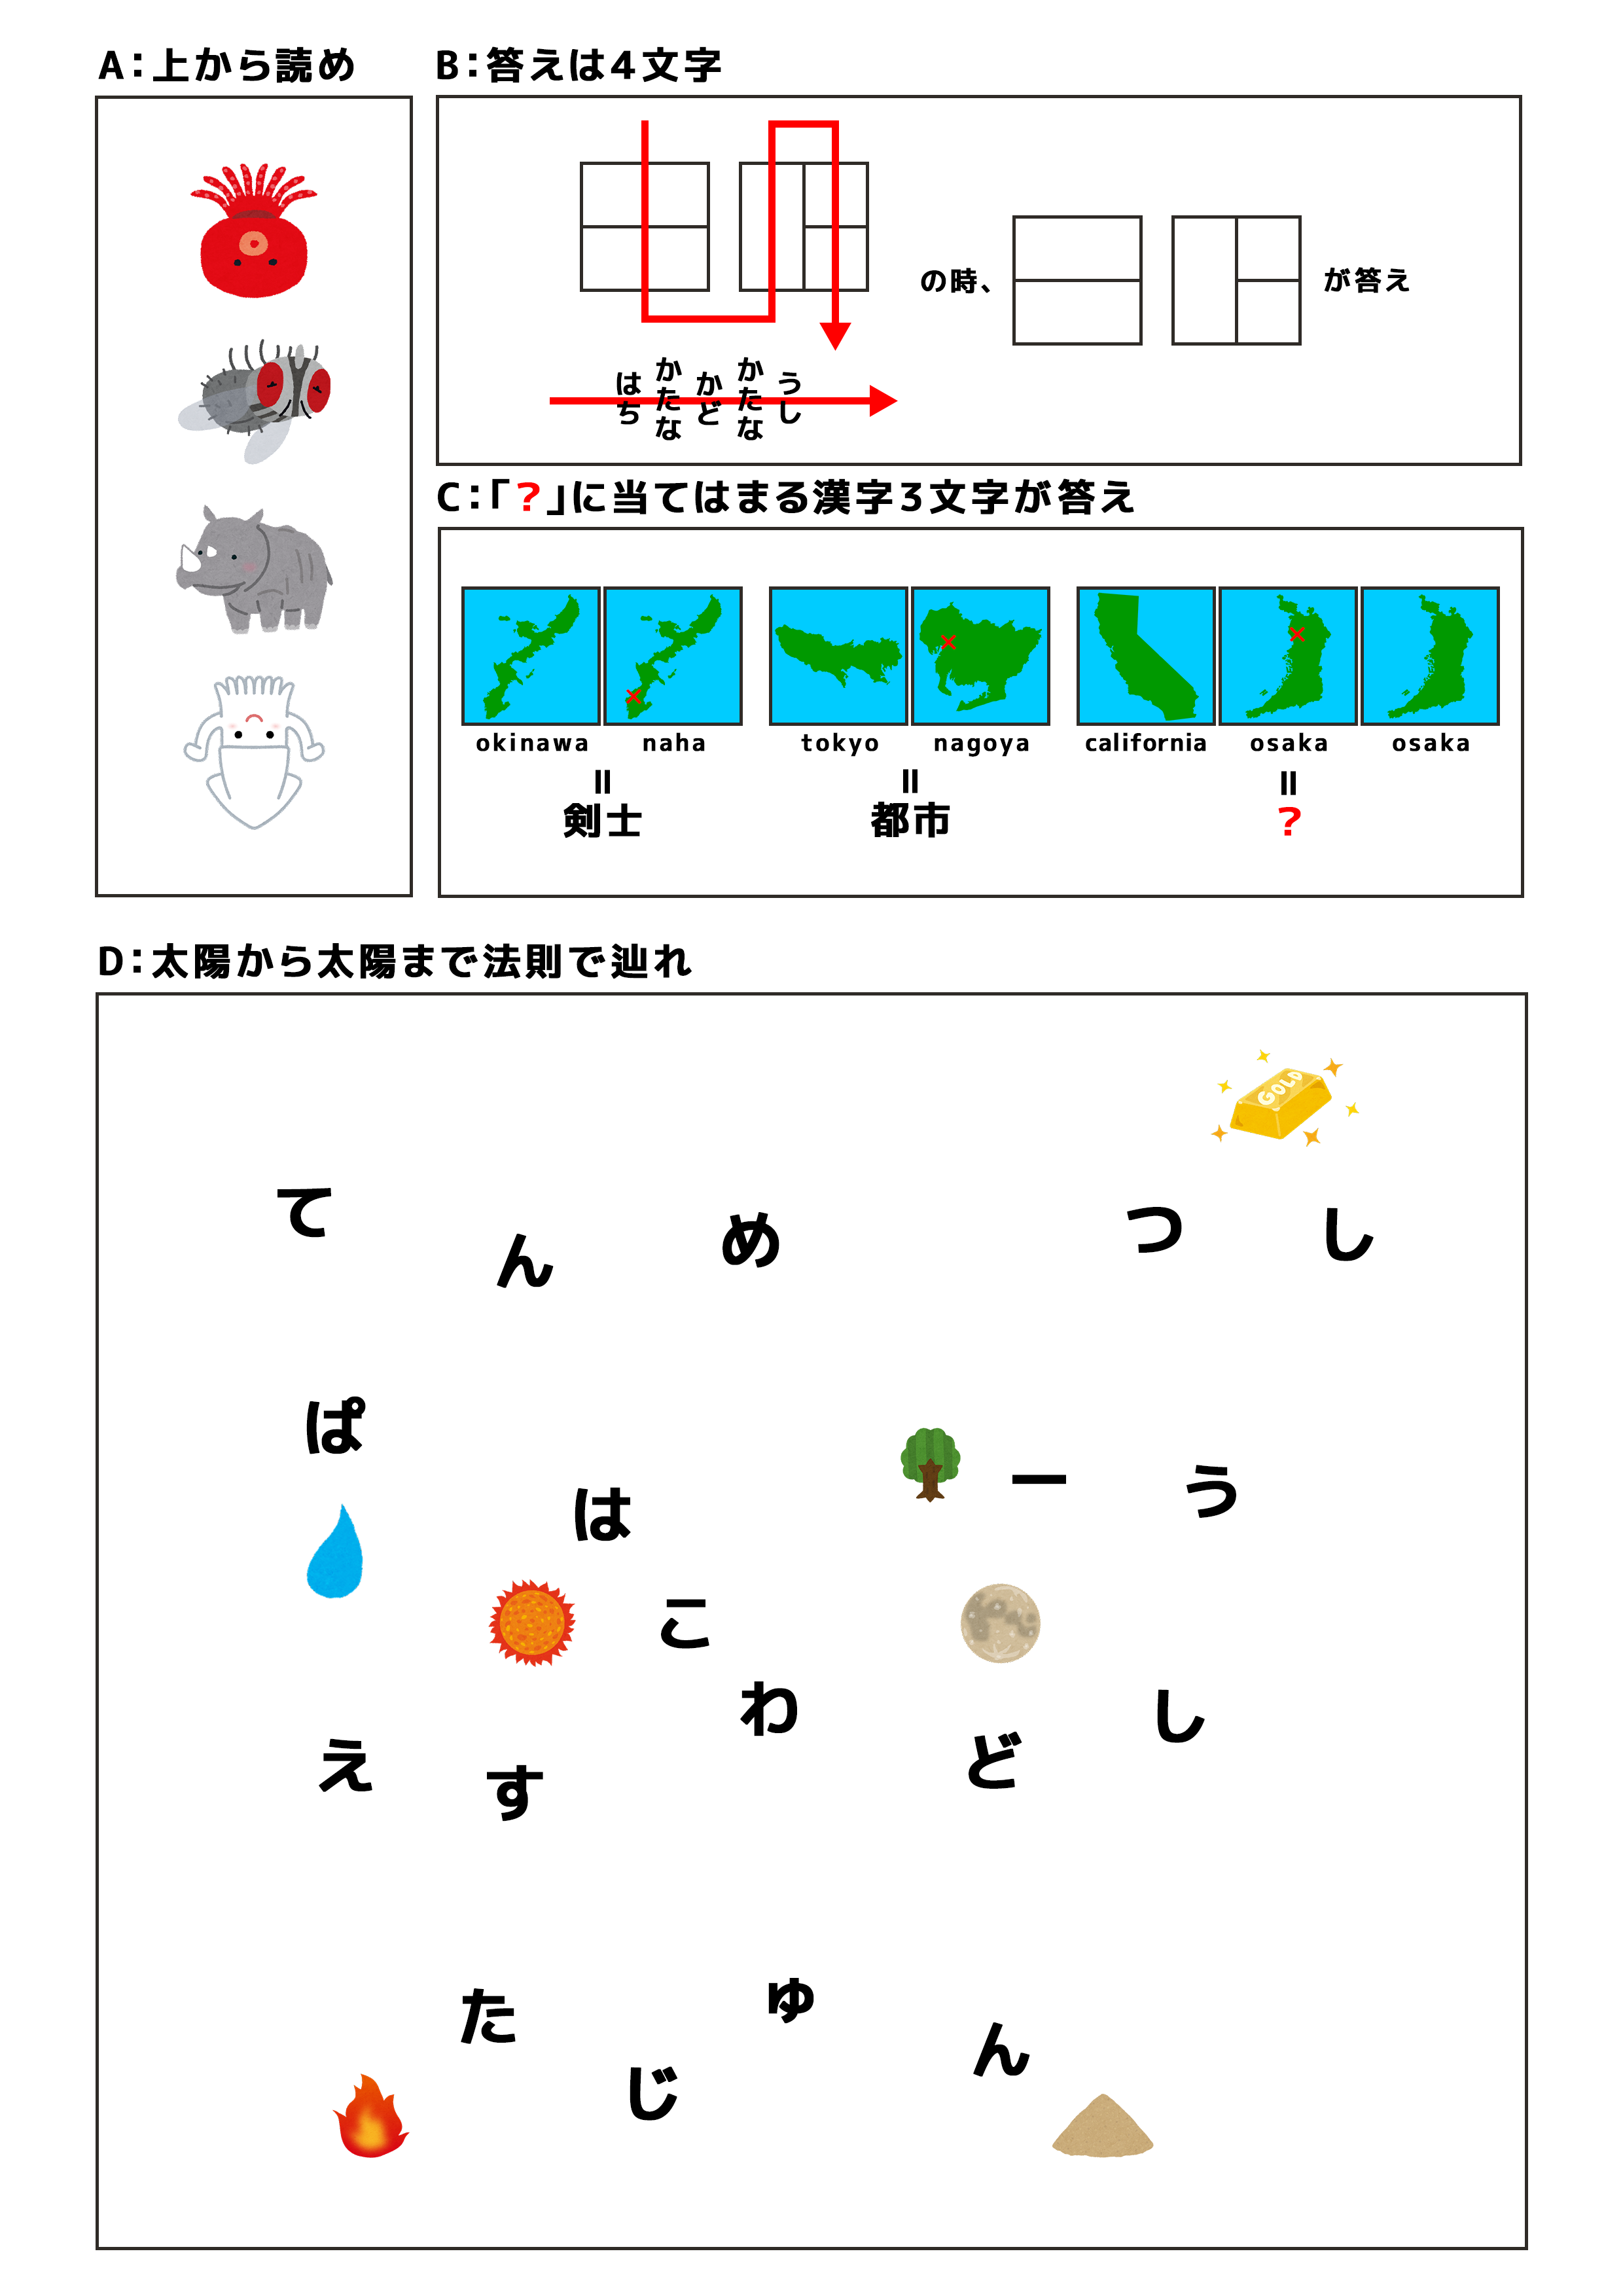 A:上から読め
B:答えは4文字
の時、
が答え
はち
かたな
かど
かたな
うし
C:「?」に当てはまる漢字3文字が答え
okinawa naha tokyo nagoya california osaka osaka
= = =
剣士 都市 ?
D:太陽から太陽まで法則で辿れ
GOLD
て ん め つ し
ぱ は ー う
こ
わ ど し
え す
た じ ゅ ん